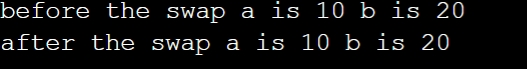 before the swap a is 10 b is 20
after the swap a is 10 b is 20